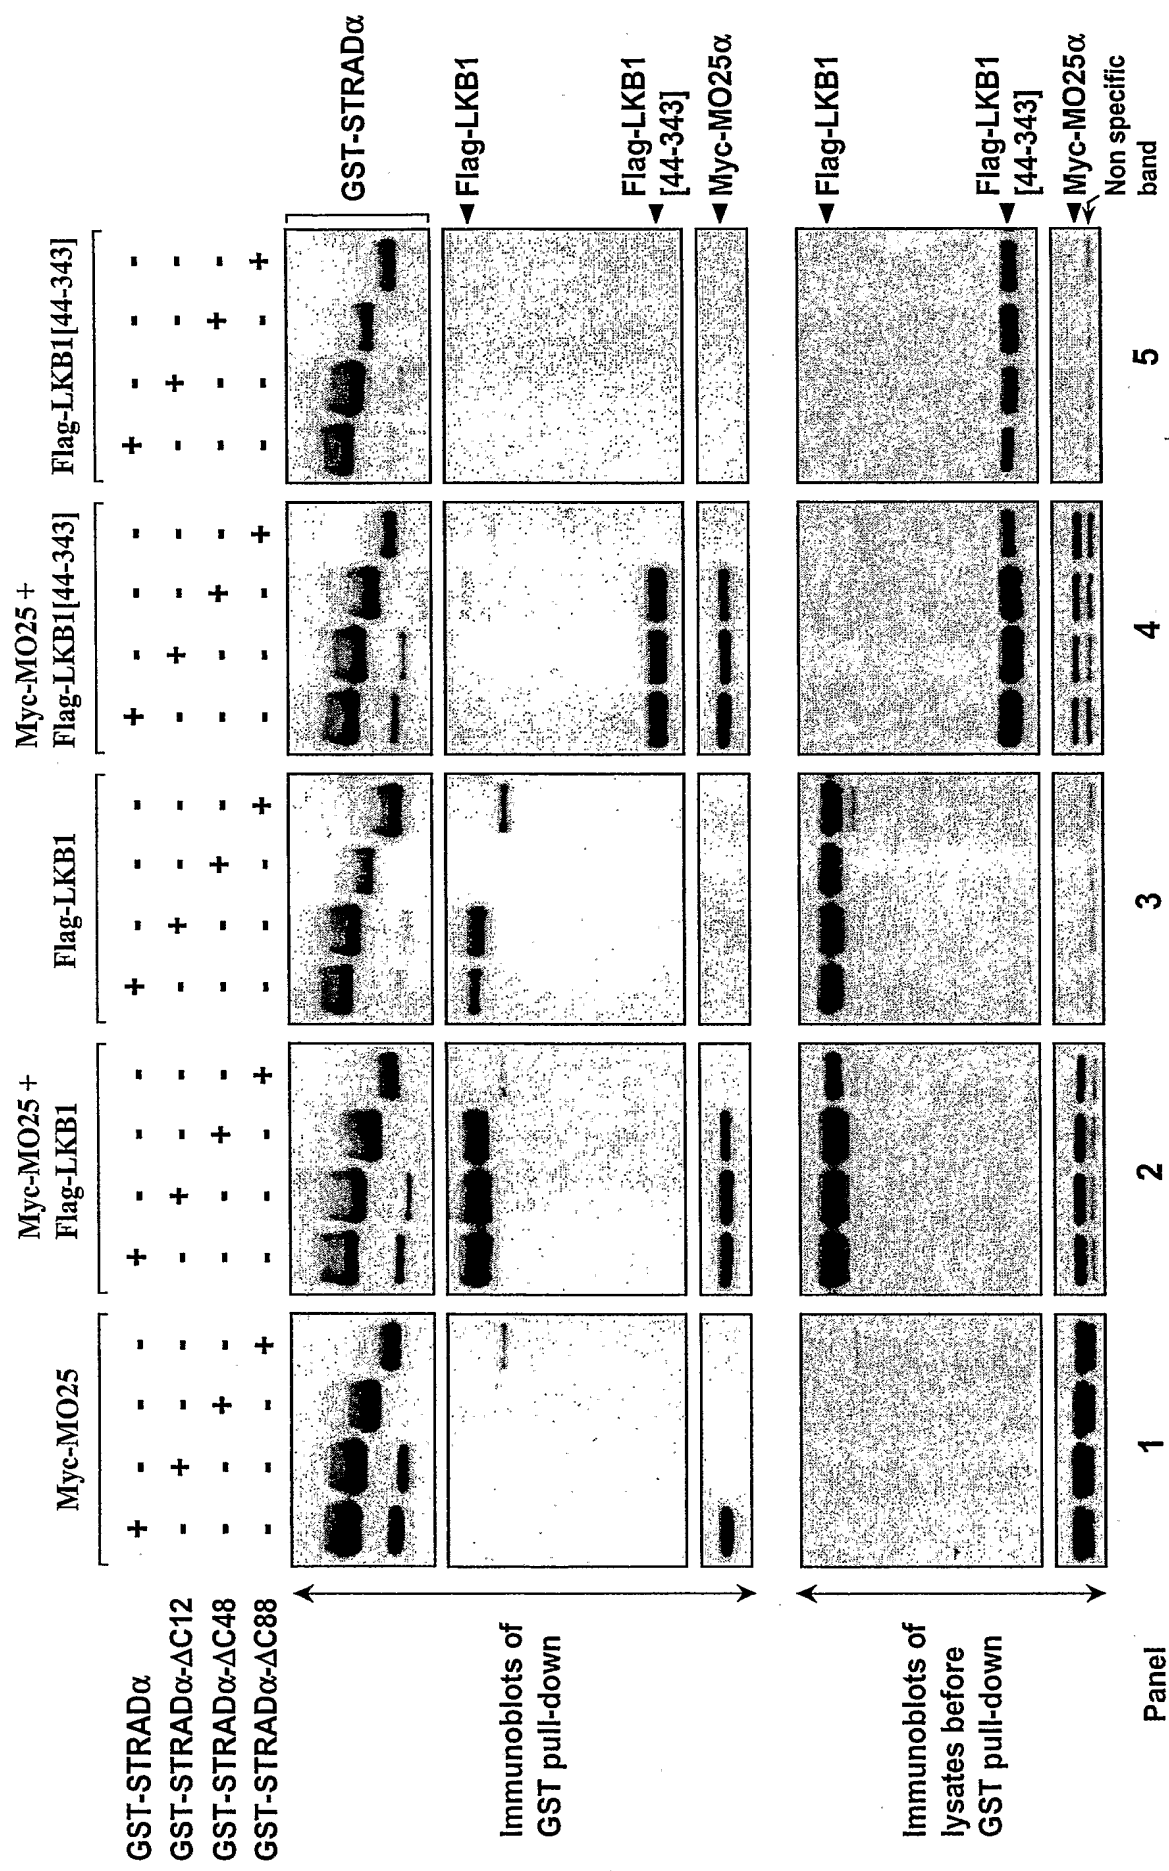 Myc-MO25
Myc-MO25 +
Flag-LKB1
Flag-LKB1
Myc-MO25 +
Flag-LKB1[44-343]
Flag-LKB1[44-343]
GST-STRADα + - - - + - - - + - - - + - - - + - - -
GST-STRADα-ΔC12 - + - - - + - - - + - - - + - - - + - -
GST-STRADα-ΔC48 - - + - - - + - - - + - - - + - - - + -
GST-STRADα-ΔC88 - - - + - - - + - - - + - - - + - - - +
GST-STRADα
Immunoblots of
GST pull-down
Flag-LKB1
Flag-LKB1
[44-343]
Myc-MO25α
Immunoblots of
lysates before
GST pull-down
Flag-LKB1
Flag-LKB1
[44-343]
Myc-MO25α
Non specific
band
Panel 1 2 3 4 5